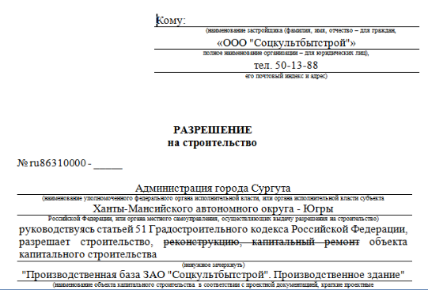 Кому:
(наименование застройщика (фамилия, имя, отчество – для граждан,
«ООО "Соцкультбытстрой"»
полное наименование организации – для юридических лиц),
тел. 50-13-88
его почтовый индекс и адрес)
РАЗРЕШЕНИЕ
на строительство
№ ru86310000 - _____
Администрация города Сургута
(наименование уполномоченного федерального органа исполнительной власти, или органа исполнительной власти субъекта
Ханты-Мансийского автономного округа - Югры
Российской Федерации, или органа местного самоуправления, осуществляющих выдачу разрешения на строительство)
руководствуясь статьей 51 Градостроительного кодекса Российской Федерации,
разрешает строительство, реконструкцию, капитальный ремонт объекта
капитального строительства
(ненужное зачеркнуть)
"Производственная база ЗАО "Соцкультбытстрой". Производственное здание"
(наименование объекта капитального строительства в соответствии с проектной документацией, краткие проектные